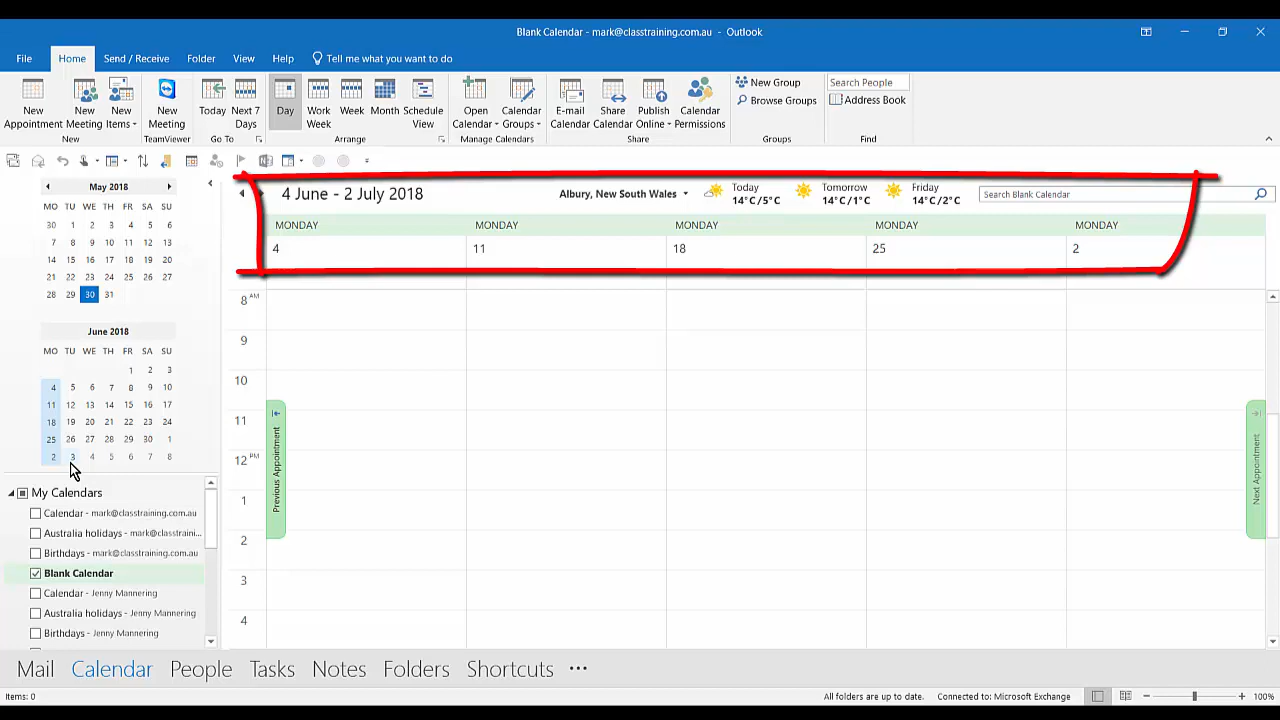 Blank Calendar - mark@classtraining.com.au - Outlook
File Home Send / Receive Folder View Help Tell me what you want to do
New Appointment New Meeting New Items New Meeting Today Next 7 Days Day Work Week Week Month Schedule View Open Calendar Calendar Groups E-mail Calendar Share Calendar Publish Online Calendar Permissions
New Group
Browse Groups
Search People
Address Book
New TeamViewer Go To Arrange Manage Calendars Share Groups Find
May 2018
MO TU WE TH FR SA SU
30 1 2 3 4 5 6
7 8 9 10 11 12 13
14 15 16 17 18 19 20
21 22 23 24 25 26 27
28 29 30 31
June 2018
MO TU WE TH FR SA SU
1 2 3
4 5 6 7 8 9 10
11 12 13 14 15 16 17
18 19 20 21 22 23 24
25 26 27 28 29 30 1
2 3 4 5 6 7 8
My Calendars
Calendar - mark@classtraining.com.au
Australia holidays - mark@classtraini...
Birthdays - mark@classtraining.com.au
Blank Calendar
Calendar - Jenny Mannering
Australia holidays - Jenny Mannering
Birthdays - Jenny Mannering
4 June - 2 July 2018
Albury, New South Wales
Today
14°C/5°C
Tomorrow
14°C/1°C
Friday
14°C/2°C
Search Blank Calendar
MONDAY MONDAY MONDAY MONDAY MONDAY
4 11 18 25 2
8 AM
9
10
11
12 PM
1
2
3
4
Previous Appointment
Next Appointment
Mail Calendar People Tasks Notes Folders Shortcuts •••
Items: 0 All folders are up to date. Connected to: Microsoft Exchange 100%